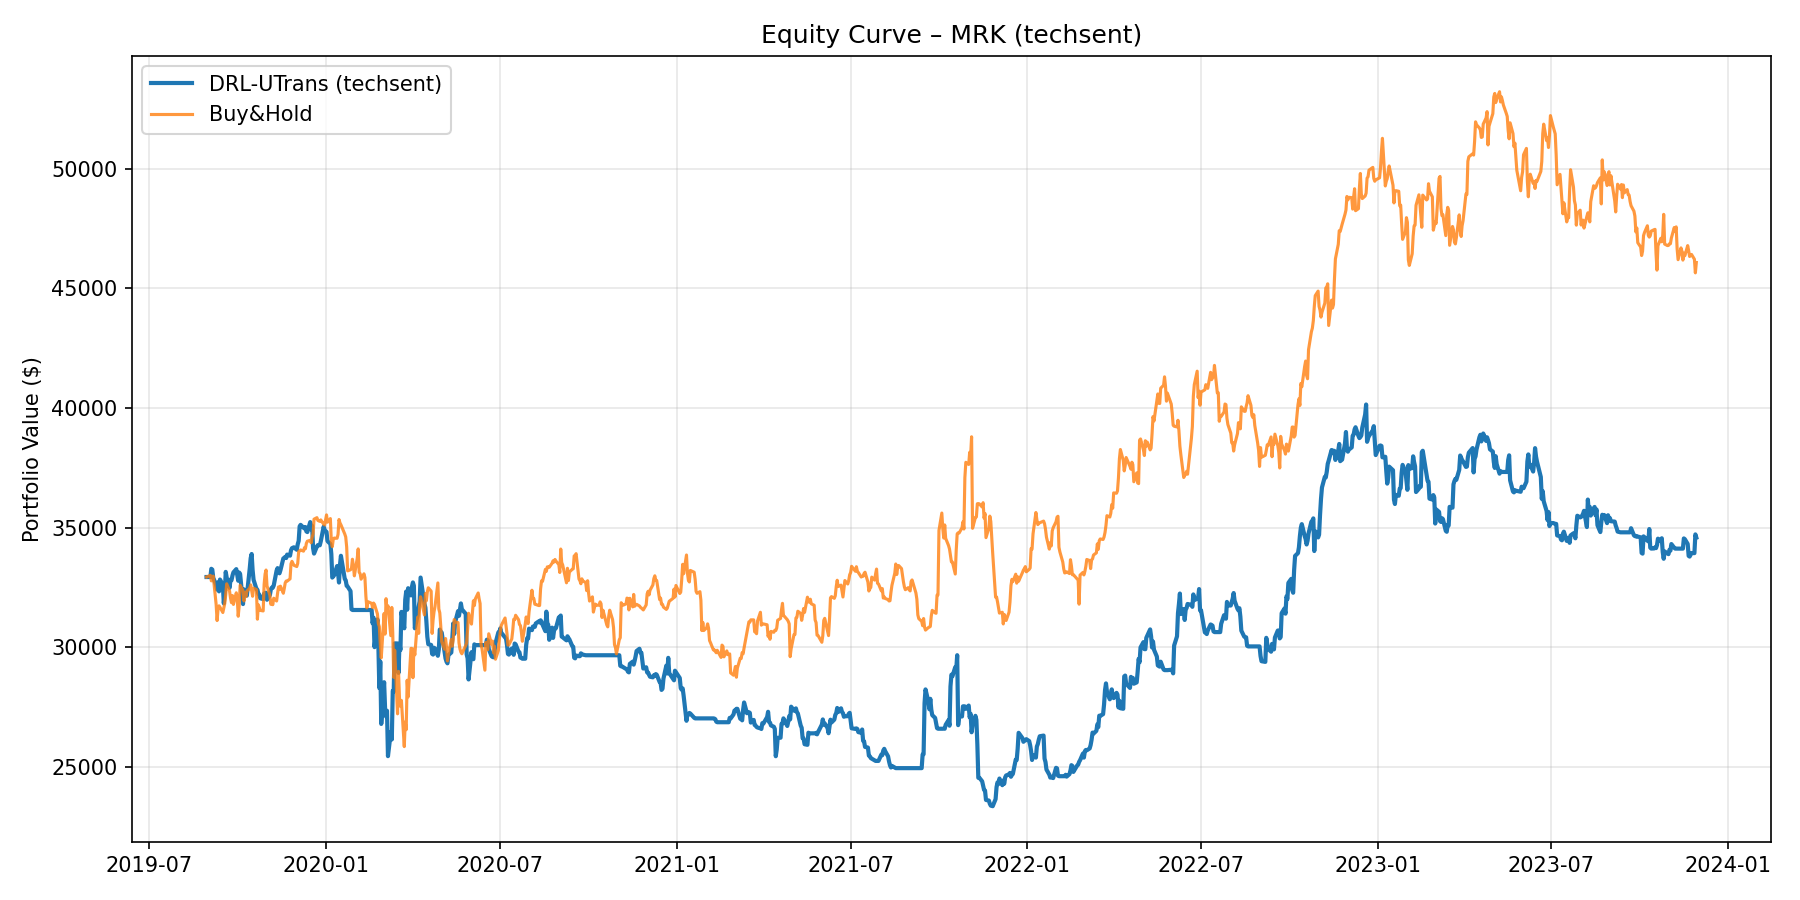 Equity Curve – MRK (techsent)
DRL-UTrans (techsent)
Buy&Hold
Portfolio Value ($)
50000
45000
40000
35000
30000
25000
2019-07 2020-01 2020-07 2021-01 2021-07 2022-01 2022-07 2023-01 2023-07 2024-01